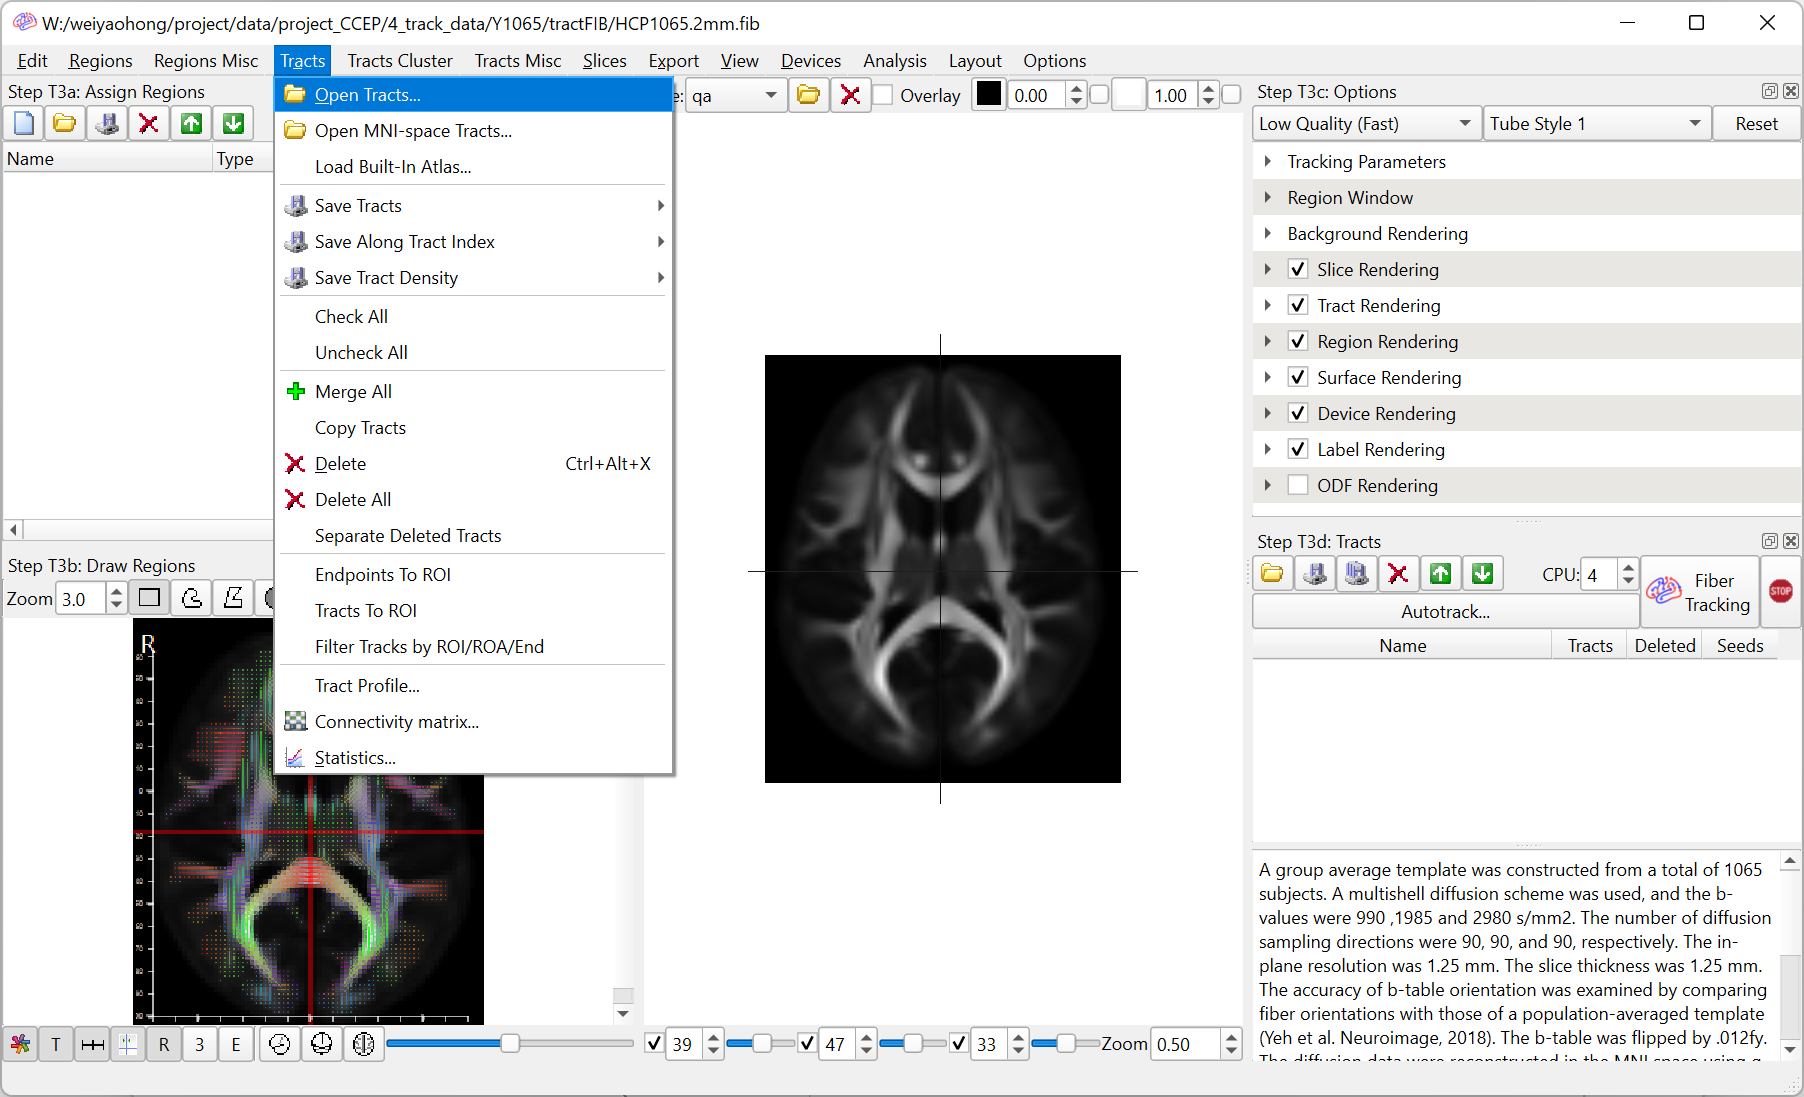 W:/weiyaohong/project/data/project_CCEP/4_track_data/Y1065/tractFIB/HCP1065.2mm.fib
Edit Regions Regions Misc Tracts Tracts Cluster Tracts Misc Slices Export View Devices Analysis Layout Options
Step T3a: Assign Regions
Name Type
Open Tracts...
Open MNI-space Tracts...
Load Built-In Atlas...
Save Tracts
Save Along Tract Index
Save Tract Density
Check All
Uncheck All
Merge All
Copy Tracts
Delete Ctrl+Alt+X
Delete All
Separate Deleted Tracts
Endpoints To ROI
Tracts To ROI
Filter Tracks by ROI/ROA/End
Tract Profile...
Connectivity matrix...
Statistics...
e: qa Overlay 0.00 1.00
Step T3b: Draw Regions
Zoom 3.0
R
T R 3 E
39 47 33 Zoom 0.50
Step T3c: Options
Low Quality (Fast) Tube Style 1 Reset
Tracking Parameters
Region Window
Background Rendering
Slice Rendering
Tract Rendering
Region Rendering
Surface Rendering
Device Rendering
Label Rendering
ODF Rendering
Step T3d: Tracts
CPU: 4
Fiber
Tracking
STOP
Autotrack...
Name Tracts Deleted Seeds
A group average template was constructed from a total of 1065
subjects. A multishell diffusion scheme was used, and the b-
values were 990 ,1985 and 2980 s/mm2. The number of diffusion
sampling directions were 90, 90, and 90, respectively. The in-
plane resolution was 1.25 mm. The slice thickness was 1.25 mm.
The accuracy of b-table orientation was examined by comparing
fiber orientations with those of a population-averaged template
(Yeh et al. Neuroimage, 2018). The b-table was flipped by .012fy.
The diffusion data were reconstructed in the MNI space using q-